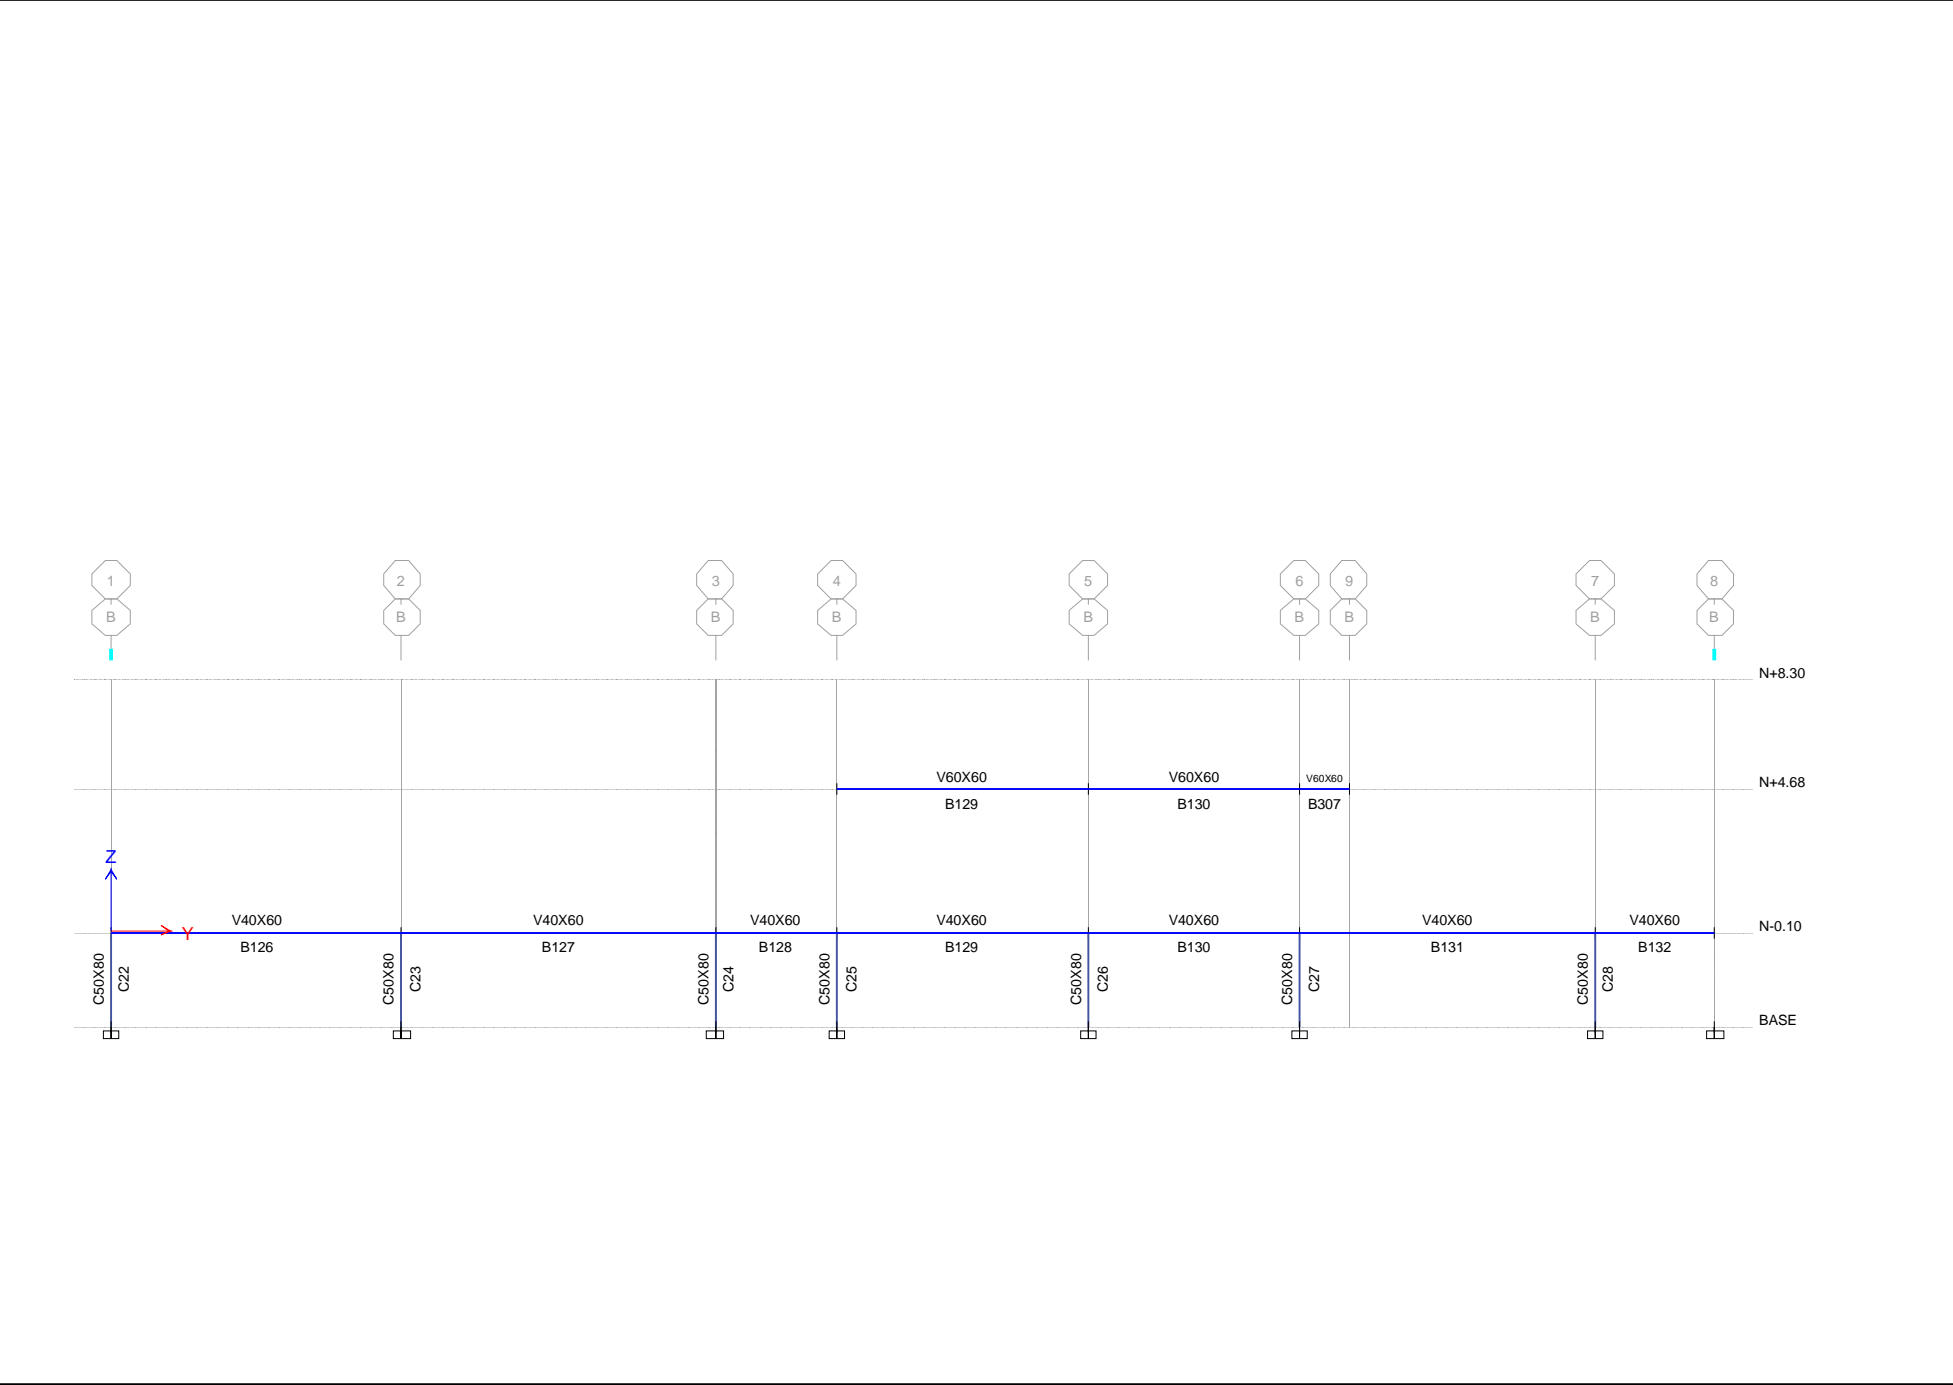 1 2 3 4 5 6 9 7 8
B B B B B B B B B
N+8.30
V60X60 V60X60 V60X60 N+4.68
B129 B130 B307
Z
V40X60 V40X60 V40X60 V40X60 V40X60 V40X60 V40X60 N-0.10
Y
B126 B127 B128 B129 B130 B131 B132
C50X80 C22 C50X80 C23 C50X80 C24 C50X80 C25 C50X80 C26 C50X80 C27 C50X80 C28
BASE